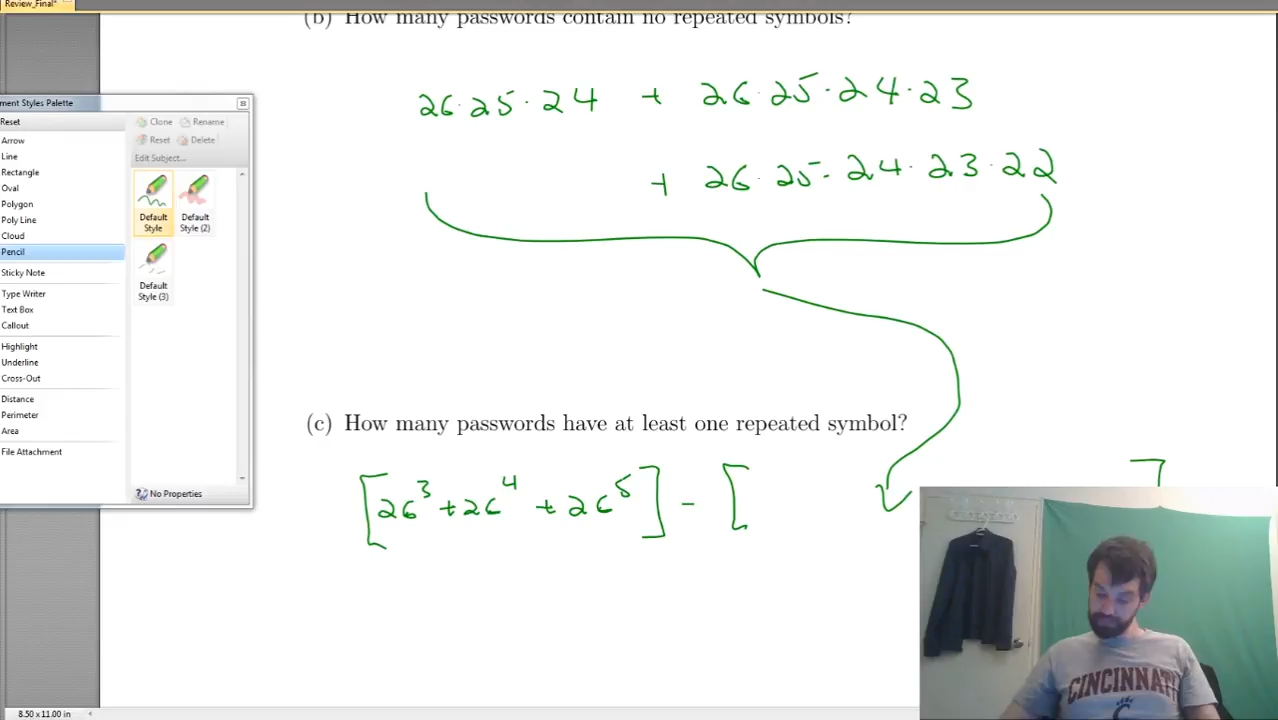 Review_Final*
(b) How many passwords contain no repeated symbols?
26·25·24 + 26·25·24·23
+ 26·25·24·23·22
ment Styles Palette
Reset
Arrow
Line
Rectangle
Oval
Polygon
Poly Line
Cloud
Pencil
Sticky Note
Type Writer
Text Box
Callout
Highlight
Underline
Cross-Out
Distance
Perimeter
Area
File Attachment
Clone Rename
Reset Delete
Edit Subject...
Default Style
Default Style (2)
Default Style (3)
No Properties
(c) How many passwords have at least one repeated symbol?
[26³ + 26⁴ + 26⁵] - [ ]
CINCINNATI
C
8.50 x 11.00 in